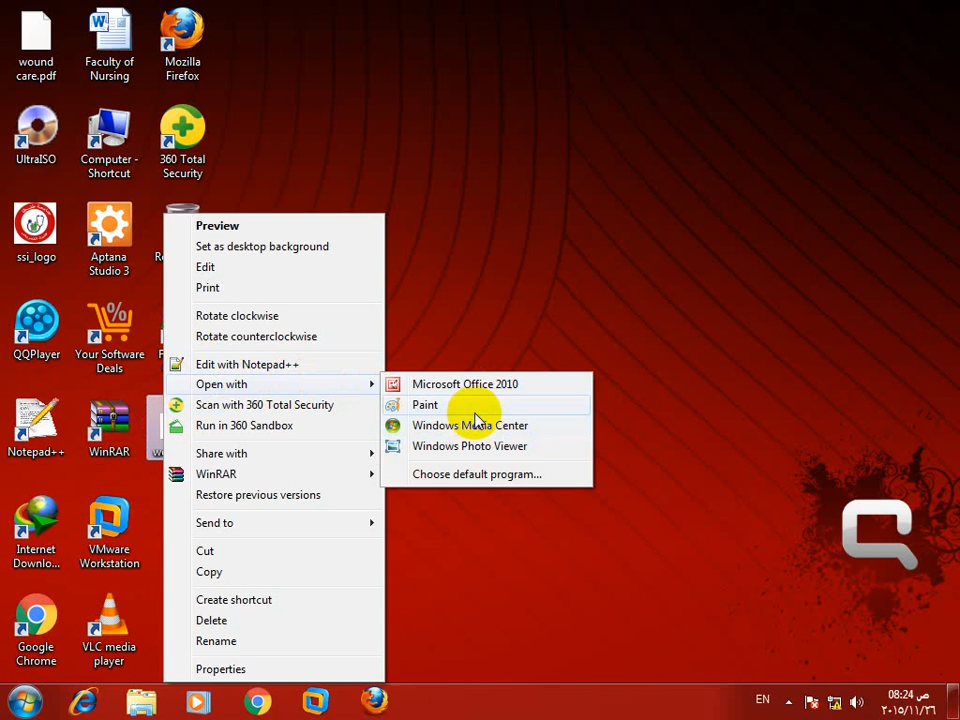 wound
care.pdf
Faculty of
Nursing
Mozilla
Firefox
UltraISO
Computer -
Shortcut
360 Total
Security
ssi_logo
Aptana
Studio 3
QQPlayer
Your Software
Deals
Notepad++
WinRAR
Internet
Downlo...
VMware
Workstation
Google
Chrome
VLC media
player
Preview
Set as desktop background
Edit
Print
Rotate clockwise
Rotate counterclockwise
Edit with Notepad++
Open with
Scan with 360 Total Security
Run in 360 Sandbox
Share with
WinRAR
Restore previous versions
Send to
Cut
Copy
Create shortcut
Delete
Rename
Properties
Microsoft Office 2010
Paint
Windows Media Center
Windows Photo Viewer
Choose default program...
EN
08:24 ص
٢٠١٥/١١/٢٦